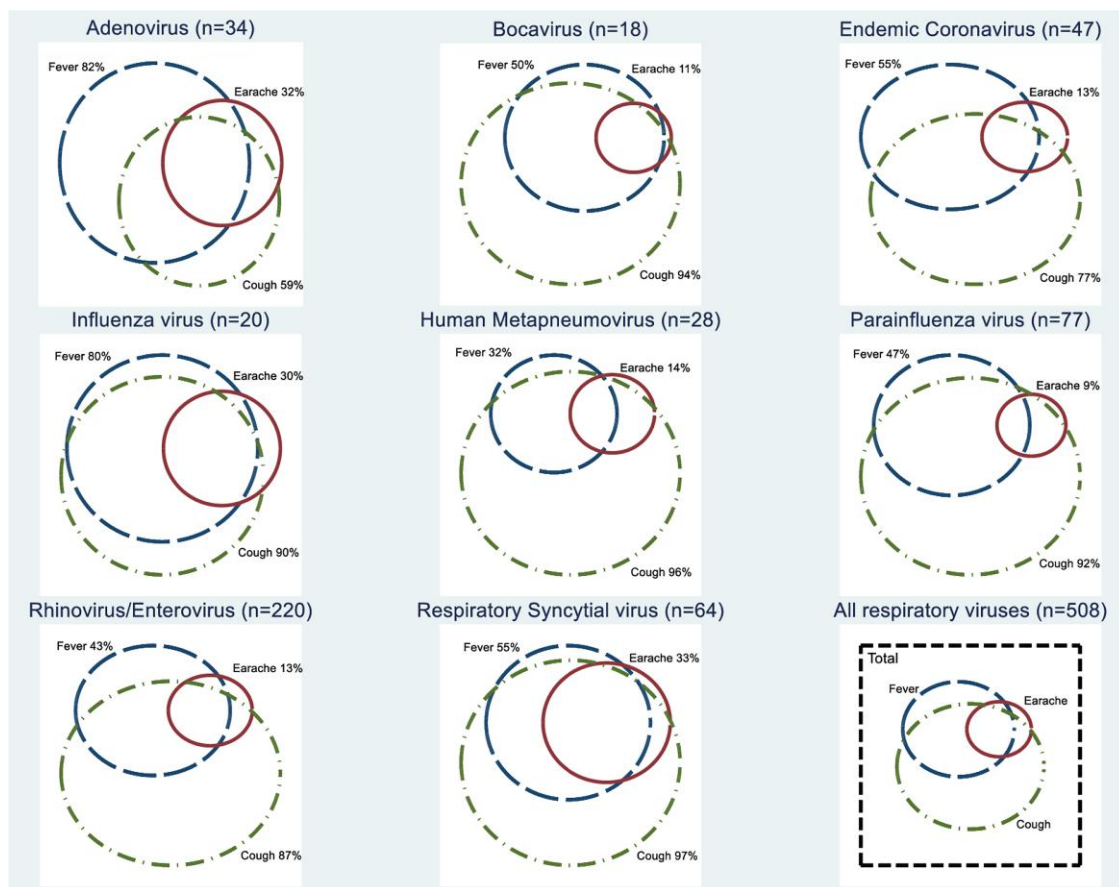 Adenovirus (n=34)
Fever 82%
Earache 32%
Cough 59%
Bocavirus (n=18)
Fever 50%
Earache 11%
Cough 94%
Endemic Coronavirus (n=47)
Fever 55%
Earache 13%
Cough 77%
Influenza virus (n=20)
Fever 80%
Earache 30%
Cough 90%
Human Metapneumovirus (n=28)
Fever 32%
Earache 14%
Cough 96%
Parainfluenza virus (n=77)
Fever 47%
Earache 9%
Cough 92%
Rhinovirus/Enterovirus (n=220)
Fever 43%
Earache 13%
Cough 87%
Respiratory Syncytial virus (n=64)
Fever 55%
Earache 33%
Cough 97%
All respiratory viruses (n=508)
Total
Fever
Earache
Cough